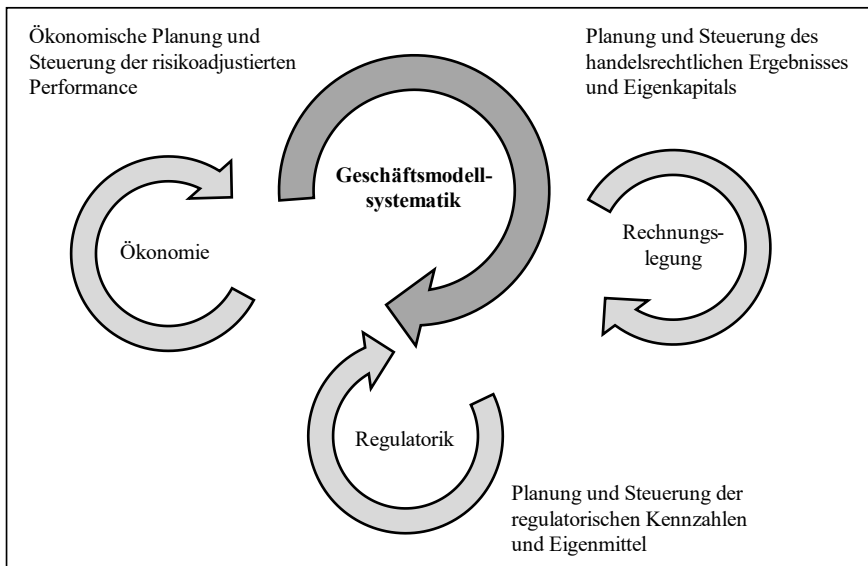 Ökonomische Planung und
Steuerung der risikoadjustierten
Performance
Planung und Steuerung des
handelsrechtlichen Ergebnisses
und Eigenkapitals
Geschäftsmodell-
systematik
Ökonomie
Rechnungs-
legung
Regulatorik
Planung und Steuerung der
regulatorischen Kennzahlen
und Eigenmittel